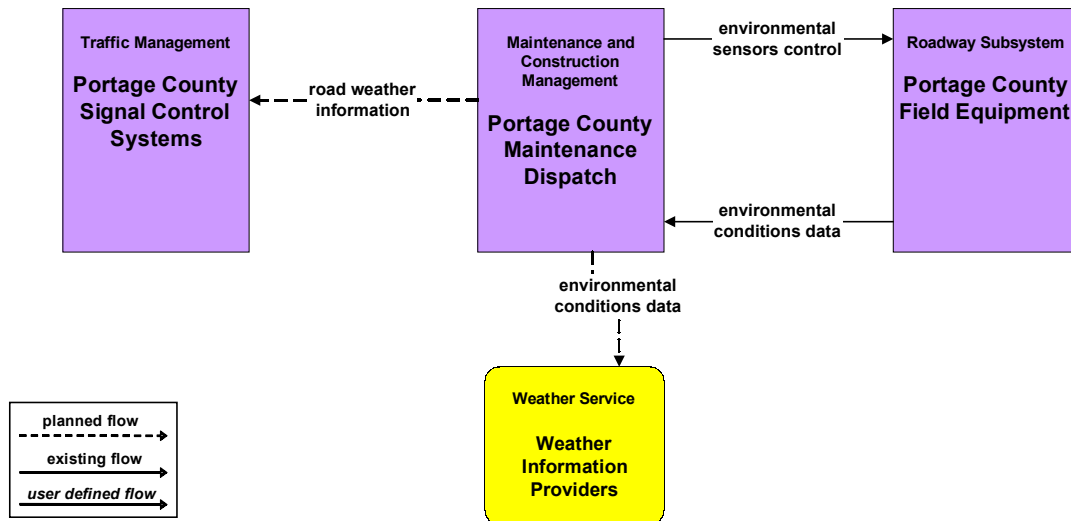 Traffic Management
Portage County
Signal Control
Systems
road weather
information
Maintenance and
Construction
Management
Portage County
Maintenance
Dispatch
environmental
sensors control
Roadway Subsystem
Portage County
Field Equipment
environmental
conditions data
environmental
conditions data
Weather Service
Weather
Information
Providers
planned flow
existing flow
user defined flow